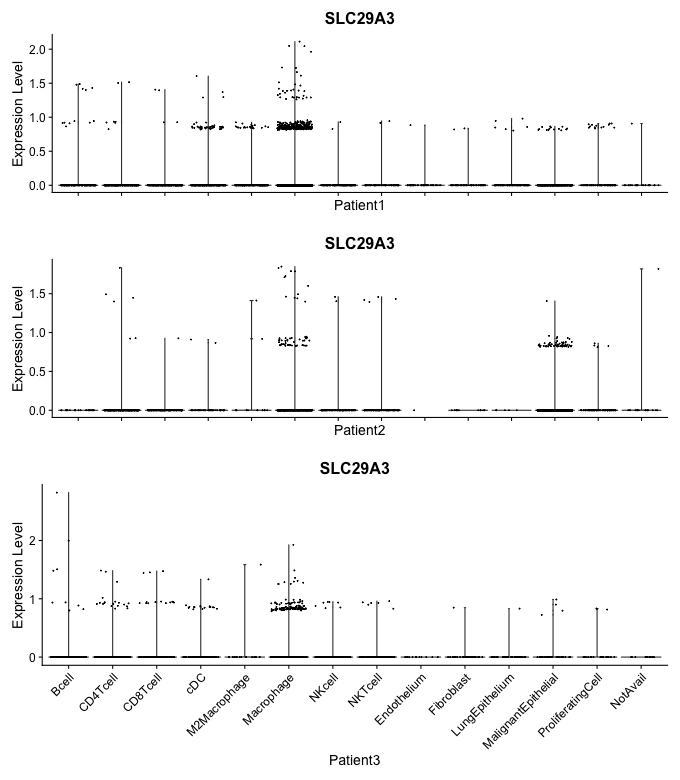 SLC29A3
Expression Level
2.0
1.5
1.0
0.5
0.0
Patient1
SLC29A3
Expression Level
1.5
1.0
0.5
0.0
Patient2
SLC29A3
Expression Level
2
1
0
Bcell
CD4Tcell
CD8Tcell
cDC
M2Macrophage
Macrophage
NKcell
NKTcell
Endothelium
Fibroblast
LungEpithelium
MalignantEpithelial
ProliferatingCell
NotAvail
Patient3